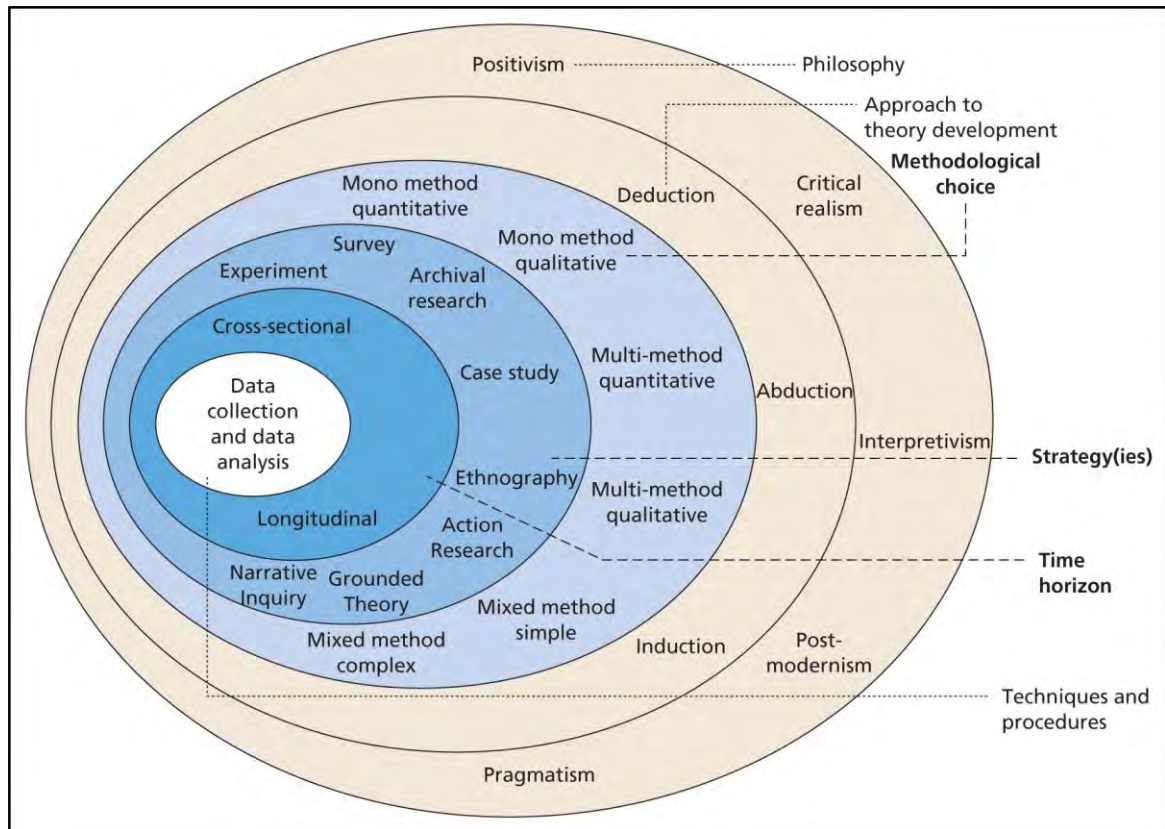 Positivism
Philosophy
Approach to
theory development
Methodological
choice
Mono method
quantitative
Deduction
Critical
realism
Survey
Mono method
qualitative
Experiment
Archival
research
Cross-sectional
Case study
Multi-method
quantitative
Abduction
Data
collection
and data
analysis
Interpretivism
Strategy(ies)
Ethnography
Multi-method
qualitative
Longitudinal
Action
Research
Time
horizon
Narrative
Inquiry
Grounded
Theory
Mixed method
simple
Mixed method
complex
Induction
Post-
modernism
Techniques and
procedures
Pragmatism